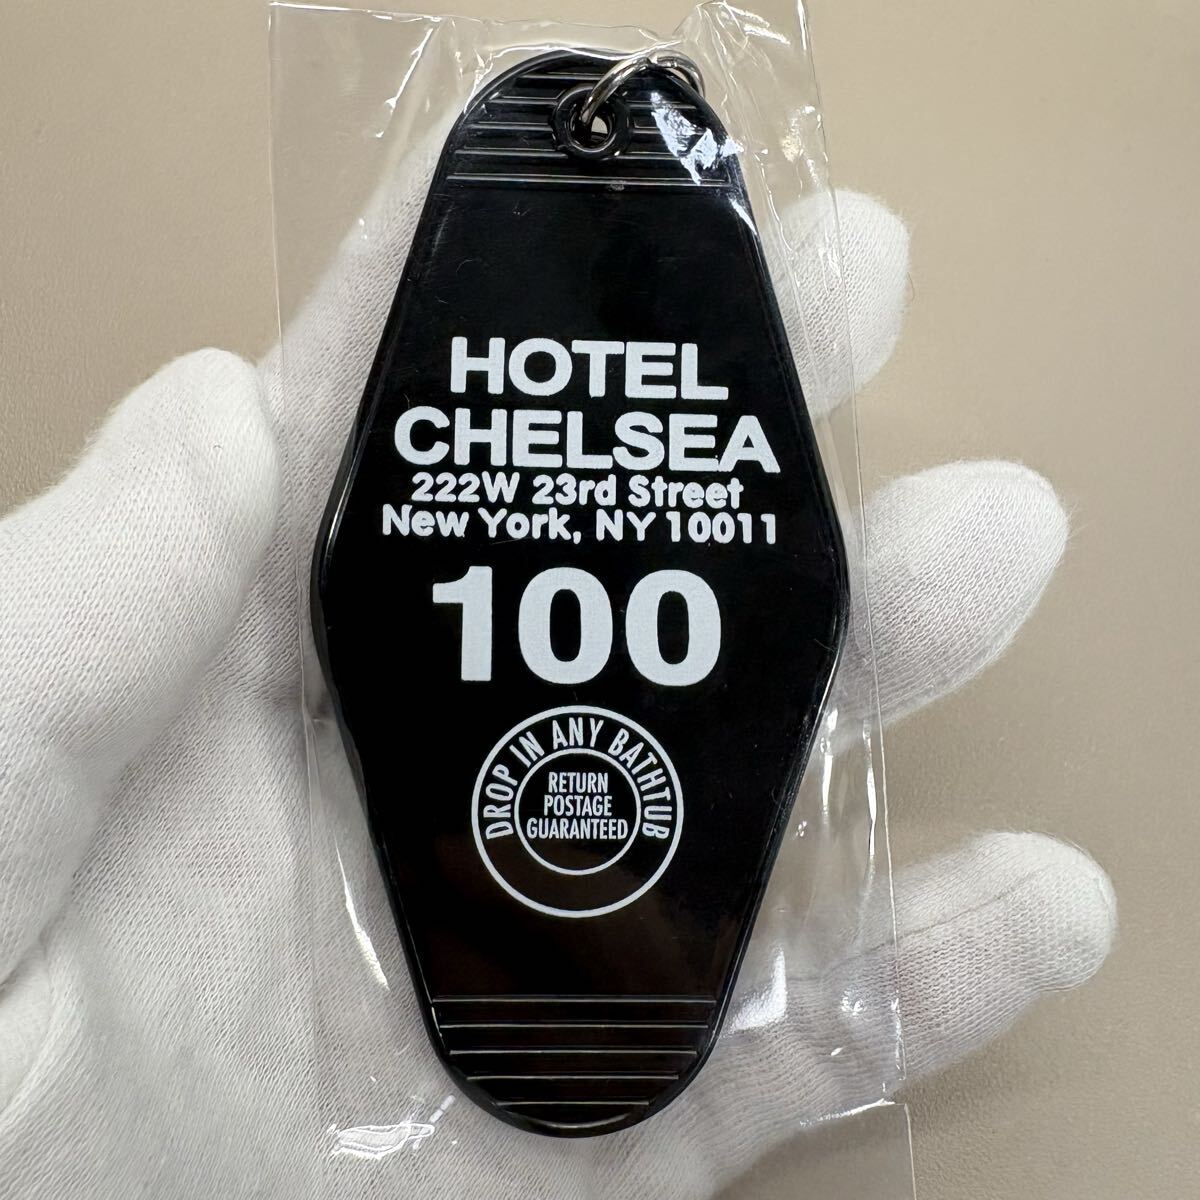 HOTEL
CHELSEA
222W 23rd Street
New York, NY 10011
100
DROP IN ANY BATHTUB
RETURN
POSTAGE
GUARANTEED